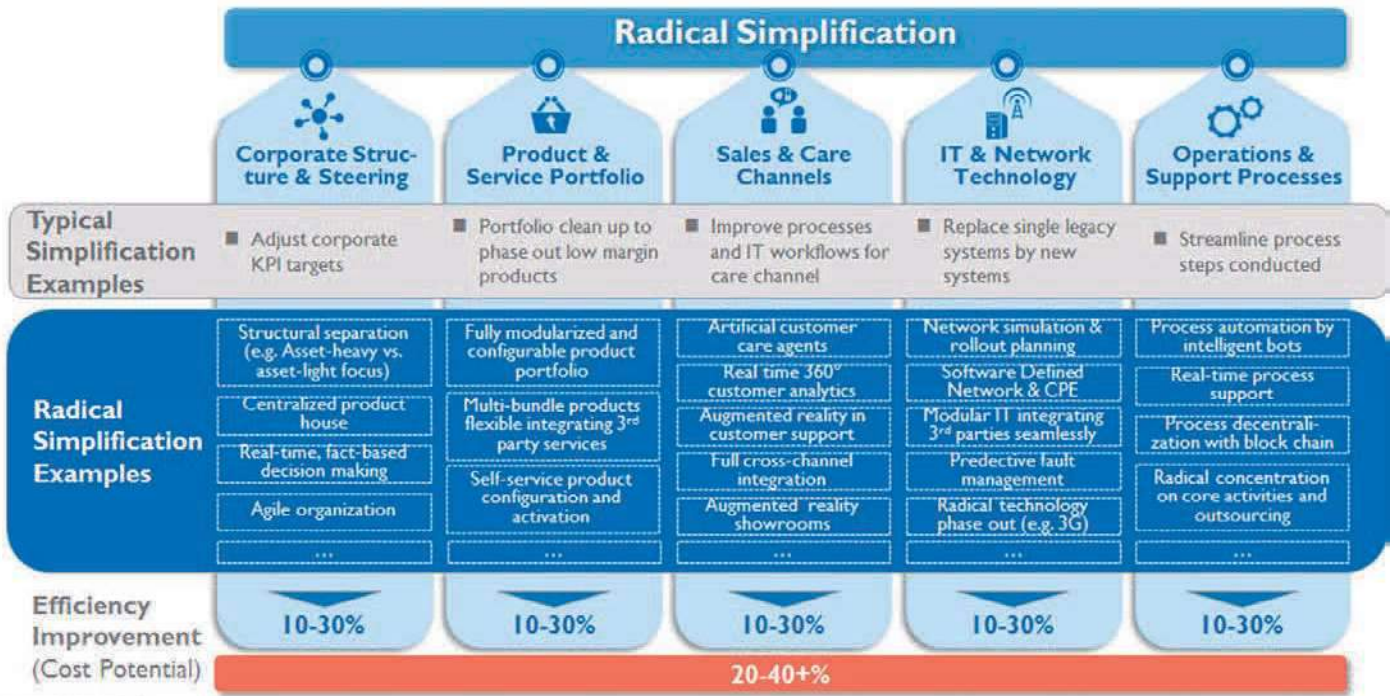 Radical Simplification
Corporate Struc-
ture & Steering
Product &
Service Portfolio
Sales & Care
Channels
IT & Network
Technology
Operations &
Support Processes
Typical
Simplification
Examples
■ Adjust corporate
KPI targets
■ Portfolio clean up to
phase out low margin
products
■ Improve processes
and IT workflows for
care channel
■ Replace single legacy
systems by new
systems
■ Streamline process
steps conducted
Radical
Simplification
Examples
Structural separation
(e.g. Asset-heavy vs.
asset-light focus)
Centralized product
house
Real-time, fact-based
decision making
Agile organization
...
Fully modularized and
configurable product
portfolio
Multi-bundle products
flexible integrating 3rd
party services
Self-service product
configuration and
activation
...
Artificial customer
care agents
Real time 360°
customer analytics
Augmented reality in
customer support
Full cross-channel
integration
Augmented reality
showrooms
...
Network simulation &
rollout planning
Software Defined
Network & CPE
Modular IT integrating
3rd parties seamlessly
Predective fault
management
Radical technology
phase out (e.g. 3G)
...
Process automation by
intelligent bots
Real-time process
support
Process decentrali-
zation with block chain
Radical concentration
on core activities and
outsourcing
...
Efficiency
Improvement
(Cost Potential)
10-30%
10-30%
10-30%
10-30%
10-30%
20-40+%